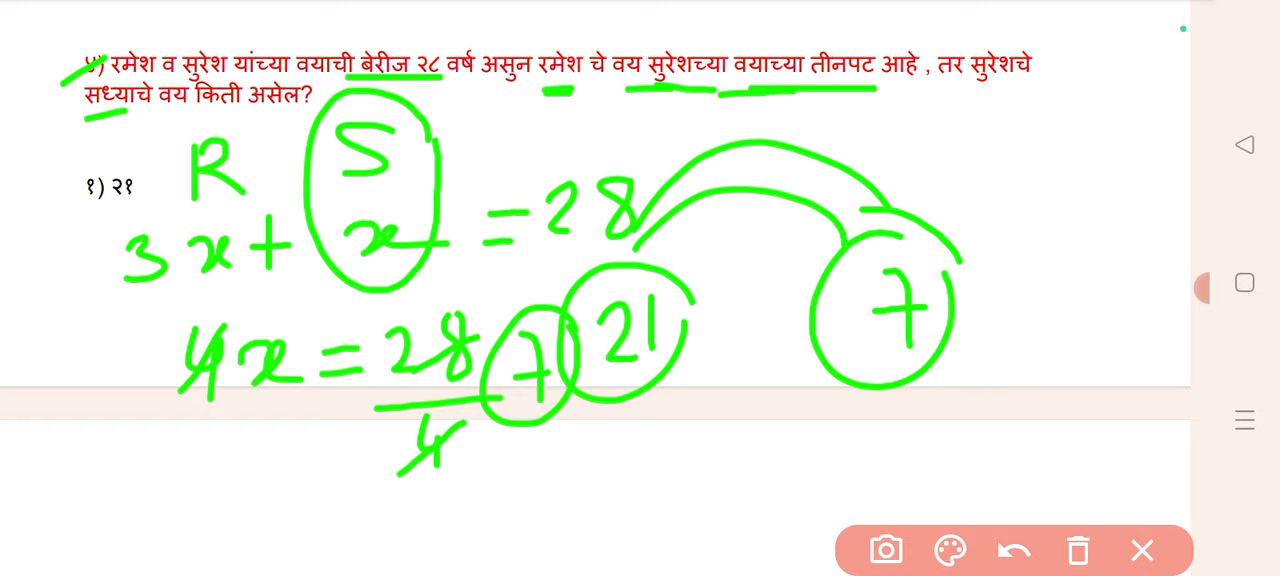 ५) रमेश व सुरेश यांच्या वयाची बेरीज २८ वर्ष असुन रमेश चे वय सुरेशच्या वयाच्या तीनपट आहे , तर सुरेशचे
सध्याचे वय किती असेल?
R S
१) २१
3x + x = 28
4x = 28 7 21 7
4